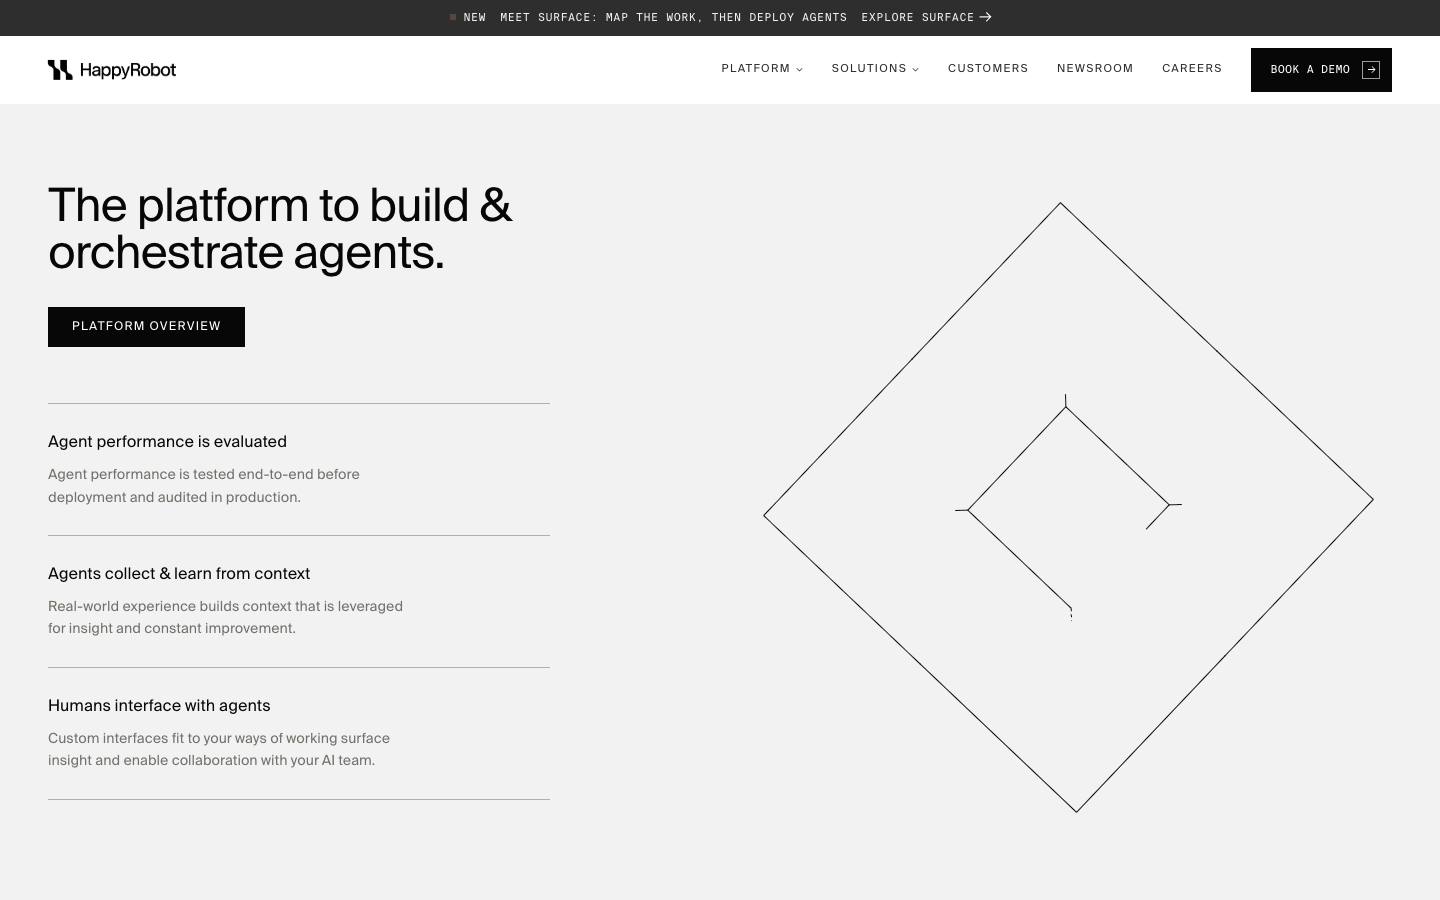 NEW MEET SURFACE: MAP THE WORK, THEN DEPLOY AGENTS EXPLORE SURFACE
HappyRobot
PLATFORM SOLUTIONS CUSTOMERS NEWSROOM CAREERS BOOK A DEMO
The platform to build &
orchestrate agents.
PLATFORM OVERVIEW
Agent performance is evaluated
Agent performance is tested end-to-end before
deployment and audited in production.
Agents collect & learn from context
Real-world experience builds context that is leveraged
for insight and constant improvement.
Humans interface with agents
Custom interfaces fit to your ways of working surface
insight and enable collaboration with your AI team.